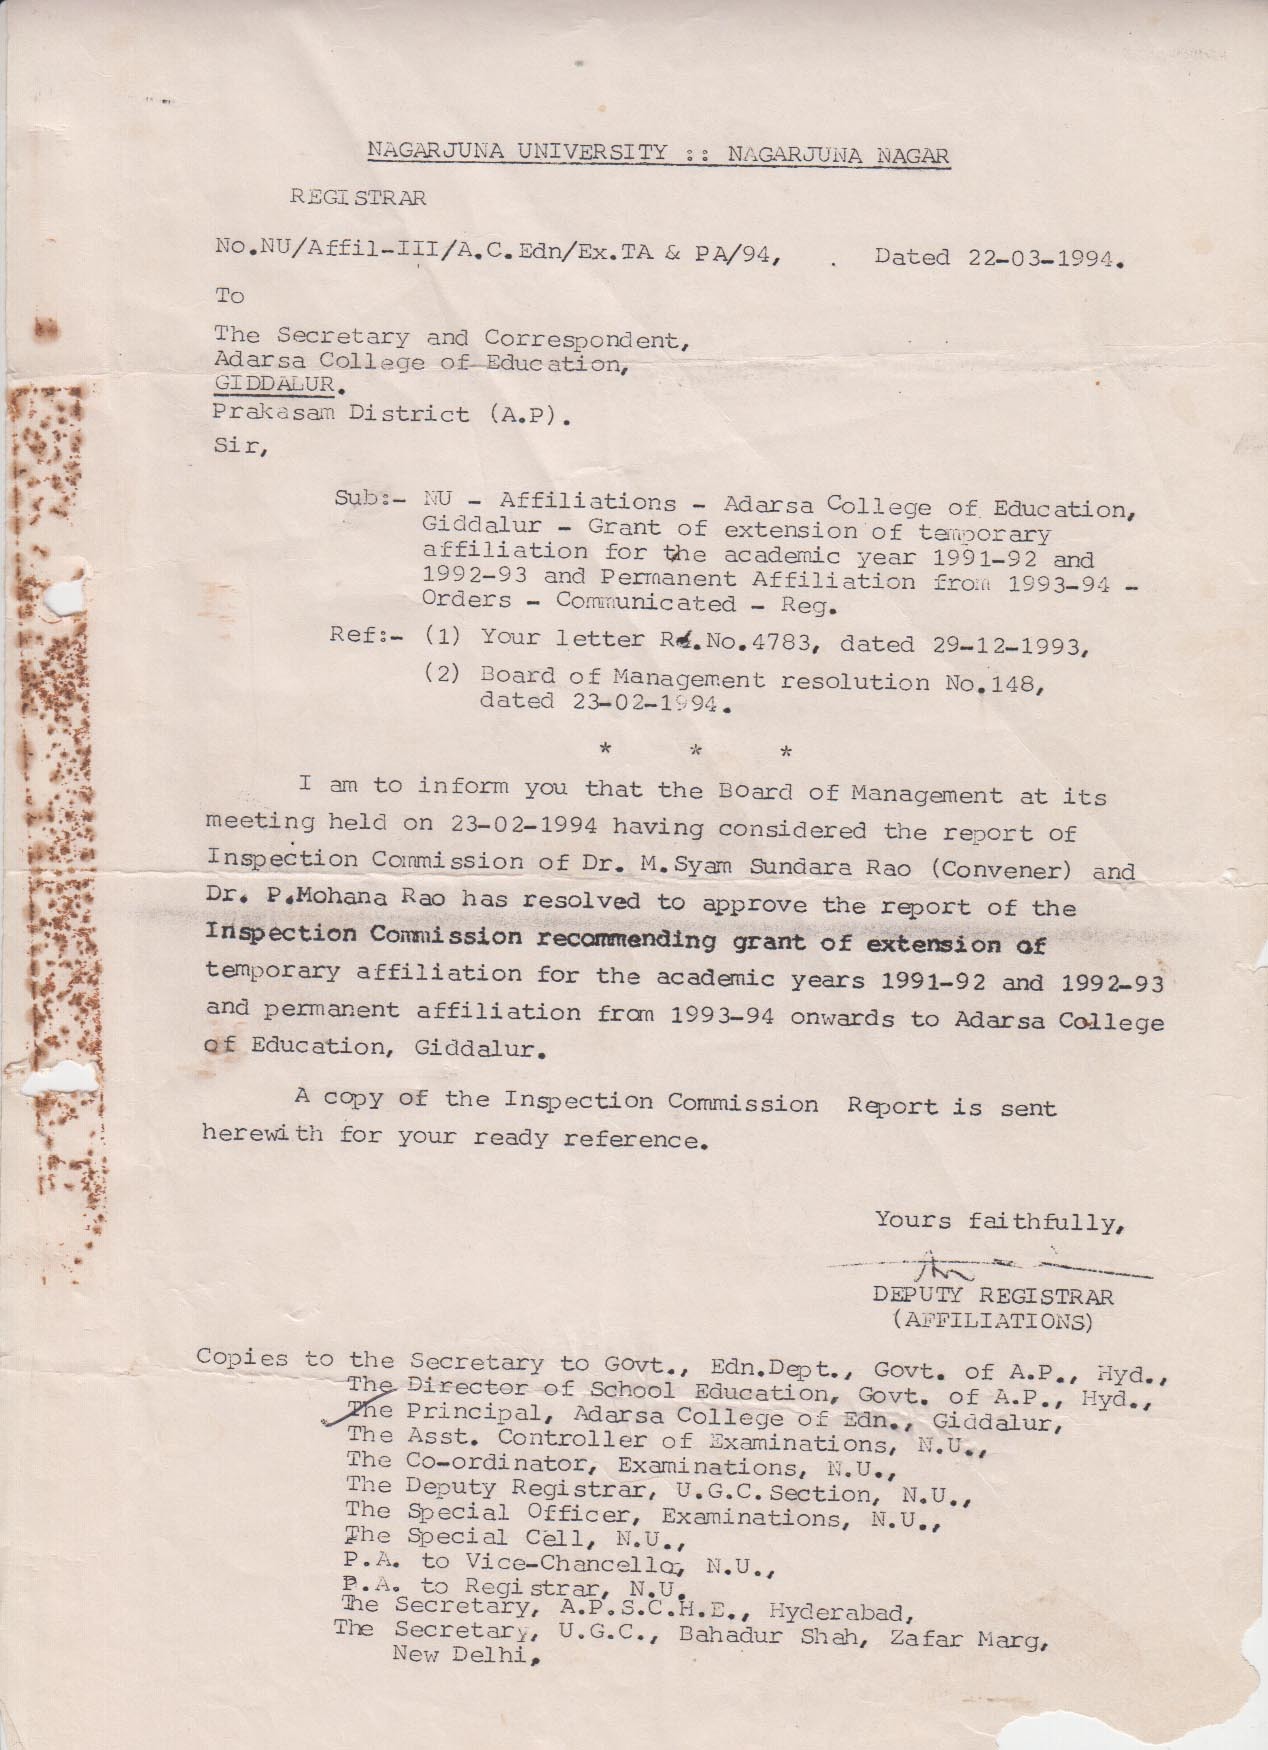 NAGARJUNA UNIVERSITY :: NAGARJUNA NAGAR
REGISTRAR
No.NU/Affil-III/A.C.Edn/Ex.TA & PA/94, . Dated 22-03-1994.
To
The Secretary and Correspondent,
Adarsa College of Education,
GIDDALUR.
Prakasam District (A.P).
Sir,
Sub:- NU - Affiliations - Adarsa College of Education,
Giddalur - Grant of extension of temporary
affiliation for the academic year 1991-92 and
1992-93 and Permanent Affiliation from 1993-94 -
Orders - Communicated - Reg.
Ref:- (1) Your letter Rd.No.4783, dated 29-12-1993,
(2) Board of Management resolution No.148,
dated 23-02-1994.
* * *
I am to inform you that the Board of Management at its
meeting held on 23-02-1994 having considered the report of
Inspection Commission of Dr. M.Syam Sundara Rao (Convener) and
Dr. P.Mohana Rao has resolved to approve the report of the
Inspection Commission recommending grant of extension of
temporary affiliation for the academic years 1991-92 and 1992-93
and permanent affiliation from 1993-94 onwards to Adarsa College
of Education, Giddalur.
A copy of the Inspection Commission Report is sent
herewith for your ready reference.
Yours faithfully,
DEPUTY REGISTRAR
(AFFILIATIONS)
Copies to the Secretary to Govt., Edn.Dept., Govt. of A.P., Hyd.,
The Director of School Education, Govt. of A.P., Hyd.,
The Principal, Adarsa College of Edn., Giddalur,
The Asst. Controller of Examinations, N.U.,
The Co-ordinator, Examinations, N.U.,
The Deputy Registrar, U.G.C.Section, N.U.,
The Special Officer, Examinations, N.U.,
The Special Cell, N.U.,
P.A. to Vice-Chancellor, N.U.,
P.A. to Registrar, N.U.
The Secretary, A.P.S.C.H.E., Hyderabad,
The Secretary, U.G.C., Bahadur Shah, Zafar Marg,
New Delhi,